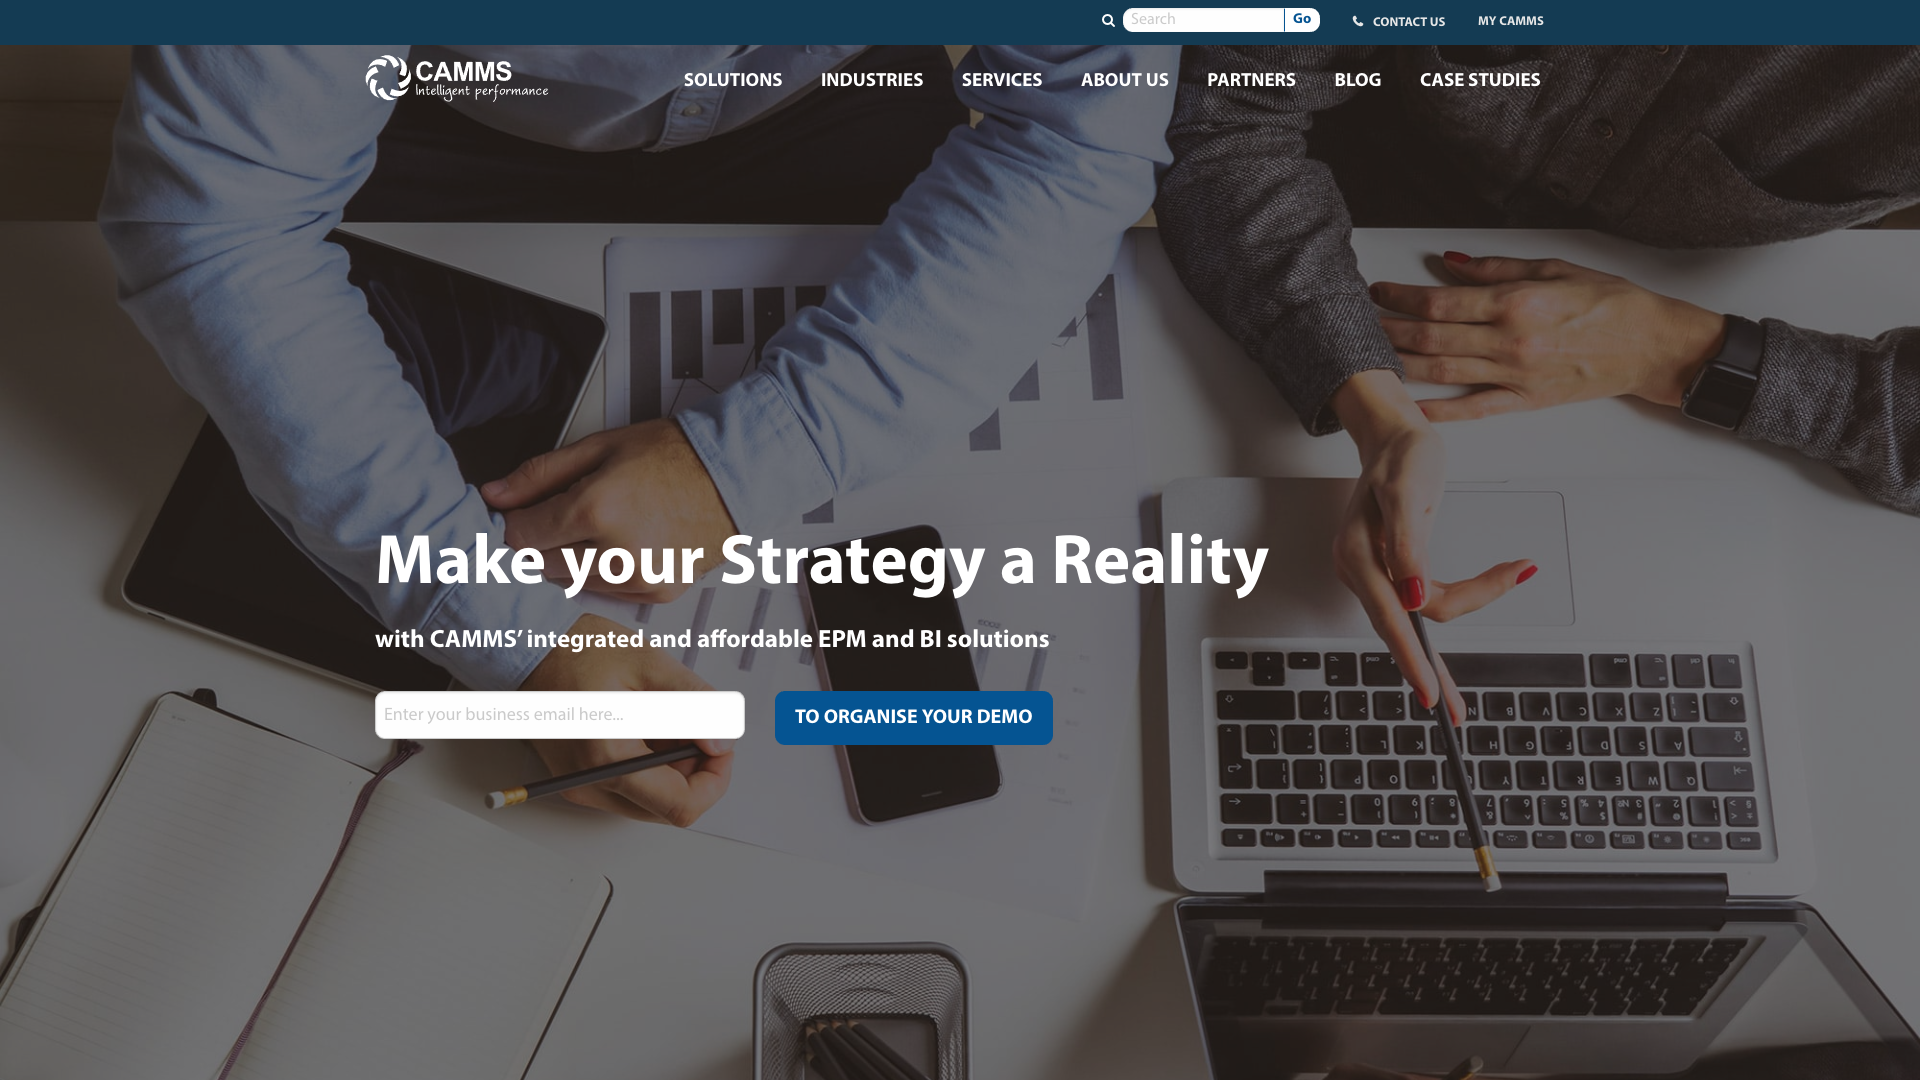 Search
Go
CONTACT US
MY CAMMS
CAMMS
Intelligent performance
SOLUTIONS
INDUSTRIES
SERVICES
ABOUT US
PARTNERS
BLOG
CASE STUDIES
Make your Strategy a Reality
with CAMMS’ integrated and affordable EPM and BI solutions
Enter your business email here...
TO ORGANISE YOUR DEMO